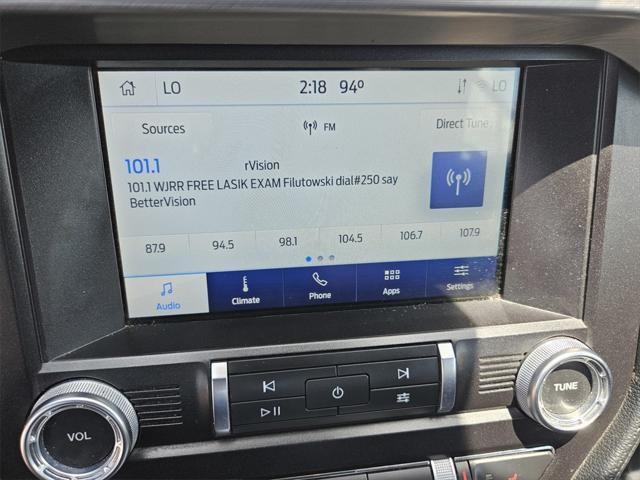 LO 2:18 94º LO
Sources FM Direct Tune
101.1 rVision
101.1 WJRR FREE LASIK EXAM Filutowski dial#250 say
BetterVision
87.9 94.5 98.1 104.5 106.7 107.9
Audio Climate Phone Apps Settings
VOL
TUNE